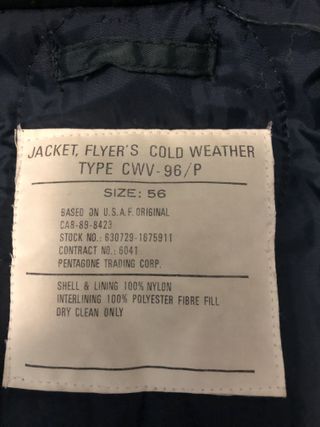 JACKET, FLYER'S COLD WEATHER
TYPE CWV-96/P
SIZE: 56
BASED ON U.S.A.F. ORIGINAL
CA8-89-8423
STOCK NO.: 630729-1675911
CONTRACT NO.: 6041
PENTAGONE TRADING CORP.
SHELL & LINING 100% NYLON
INTERLINING 100% POLYESTER FIBRE FILL
DRY CLEAN ONLY